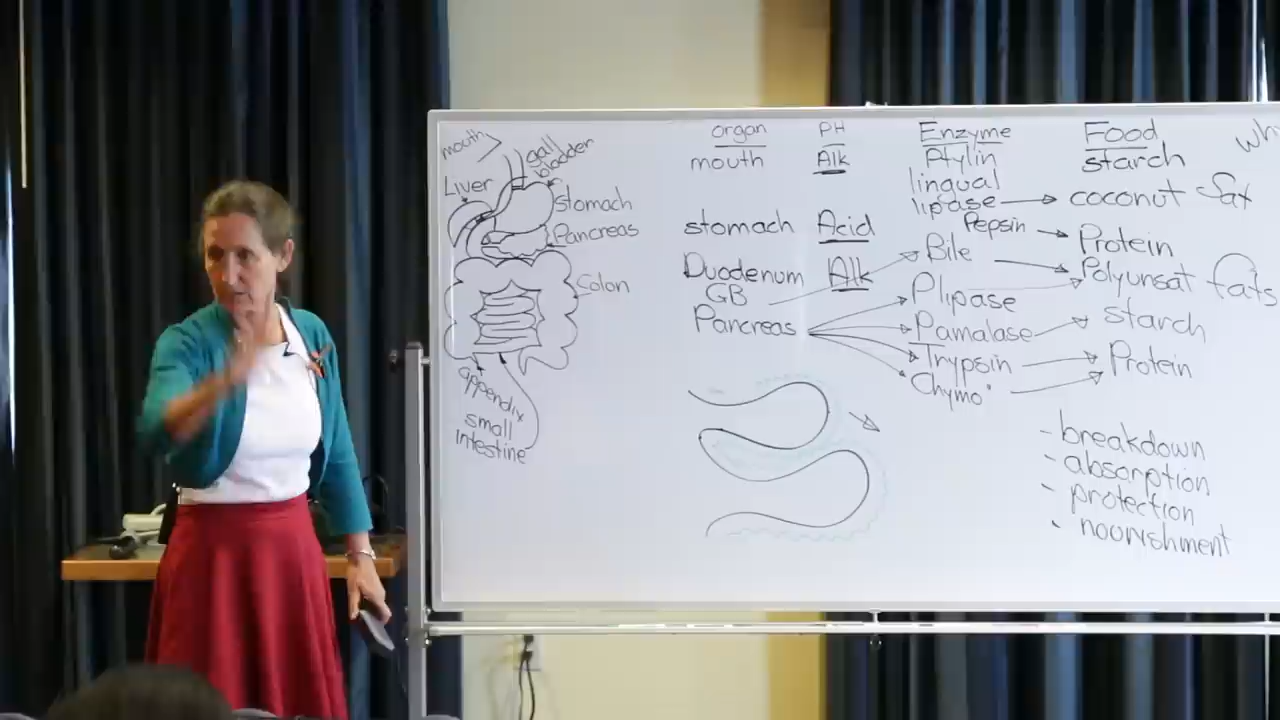 mouth
gall
bladder
Liver
stomach
Pancreas
Colon
appendix
small
intestine
organ PH Enzyme Food
mouth Alk Ptylin starch
lingual
lipase coconut fat
stomach Acid Pepsin Protein
Duodenum Alk Bile Polyunsat fats
GB
Plipase
Pancreas Pamalase starch
Trypsin Protein
Chymo'
- breakdown
- absorption
- protection
- nourishment